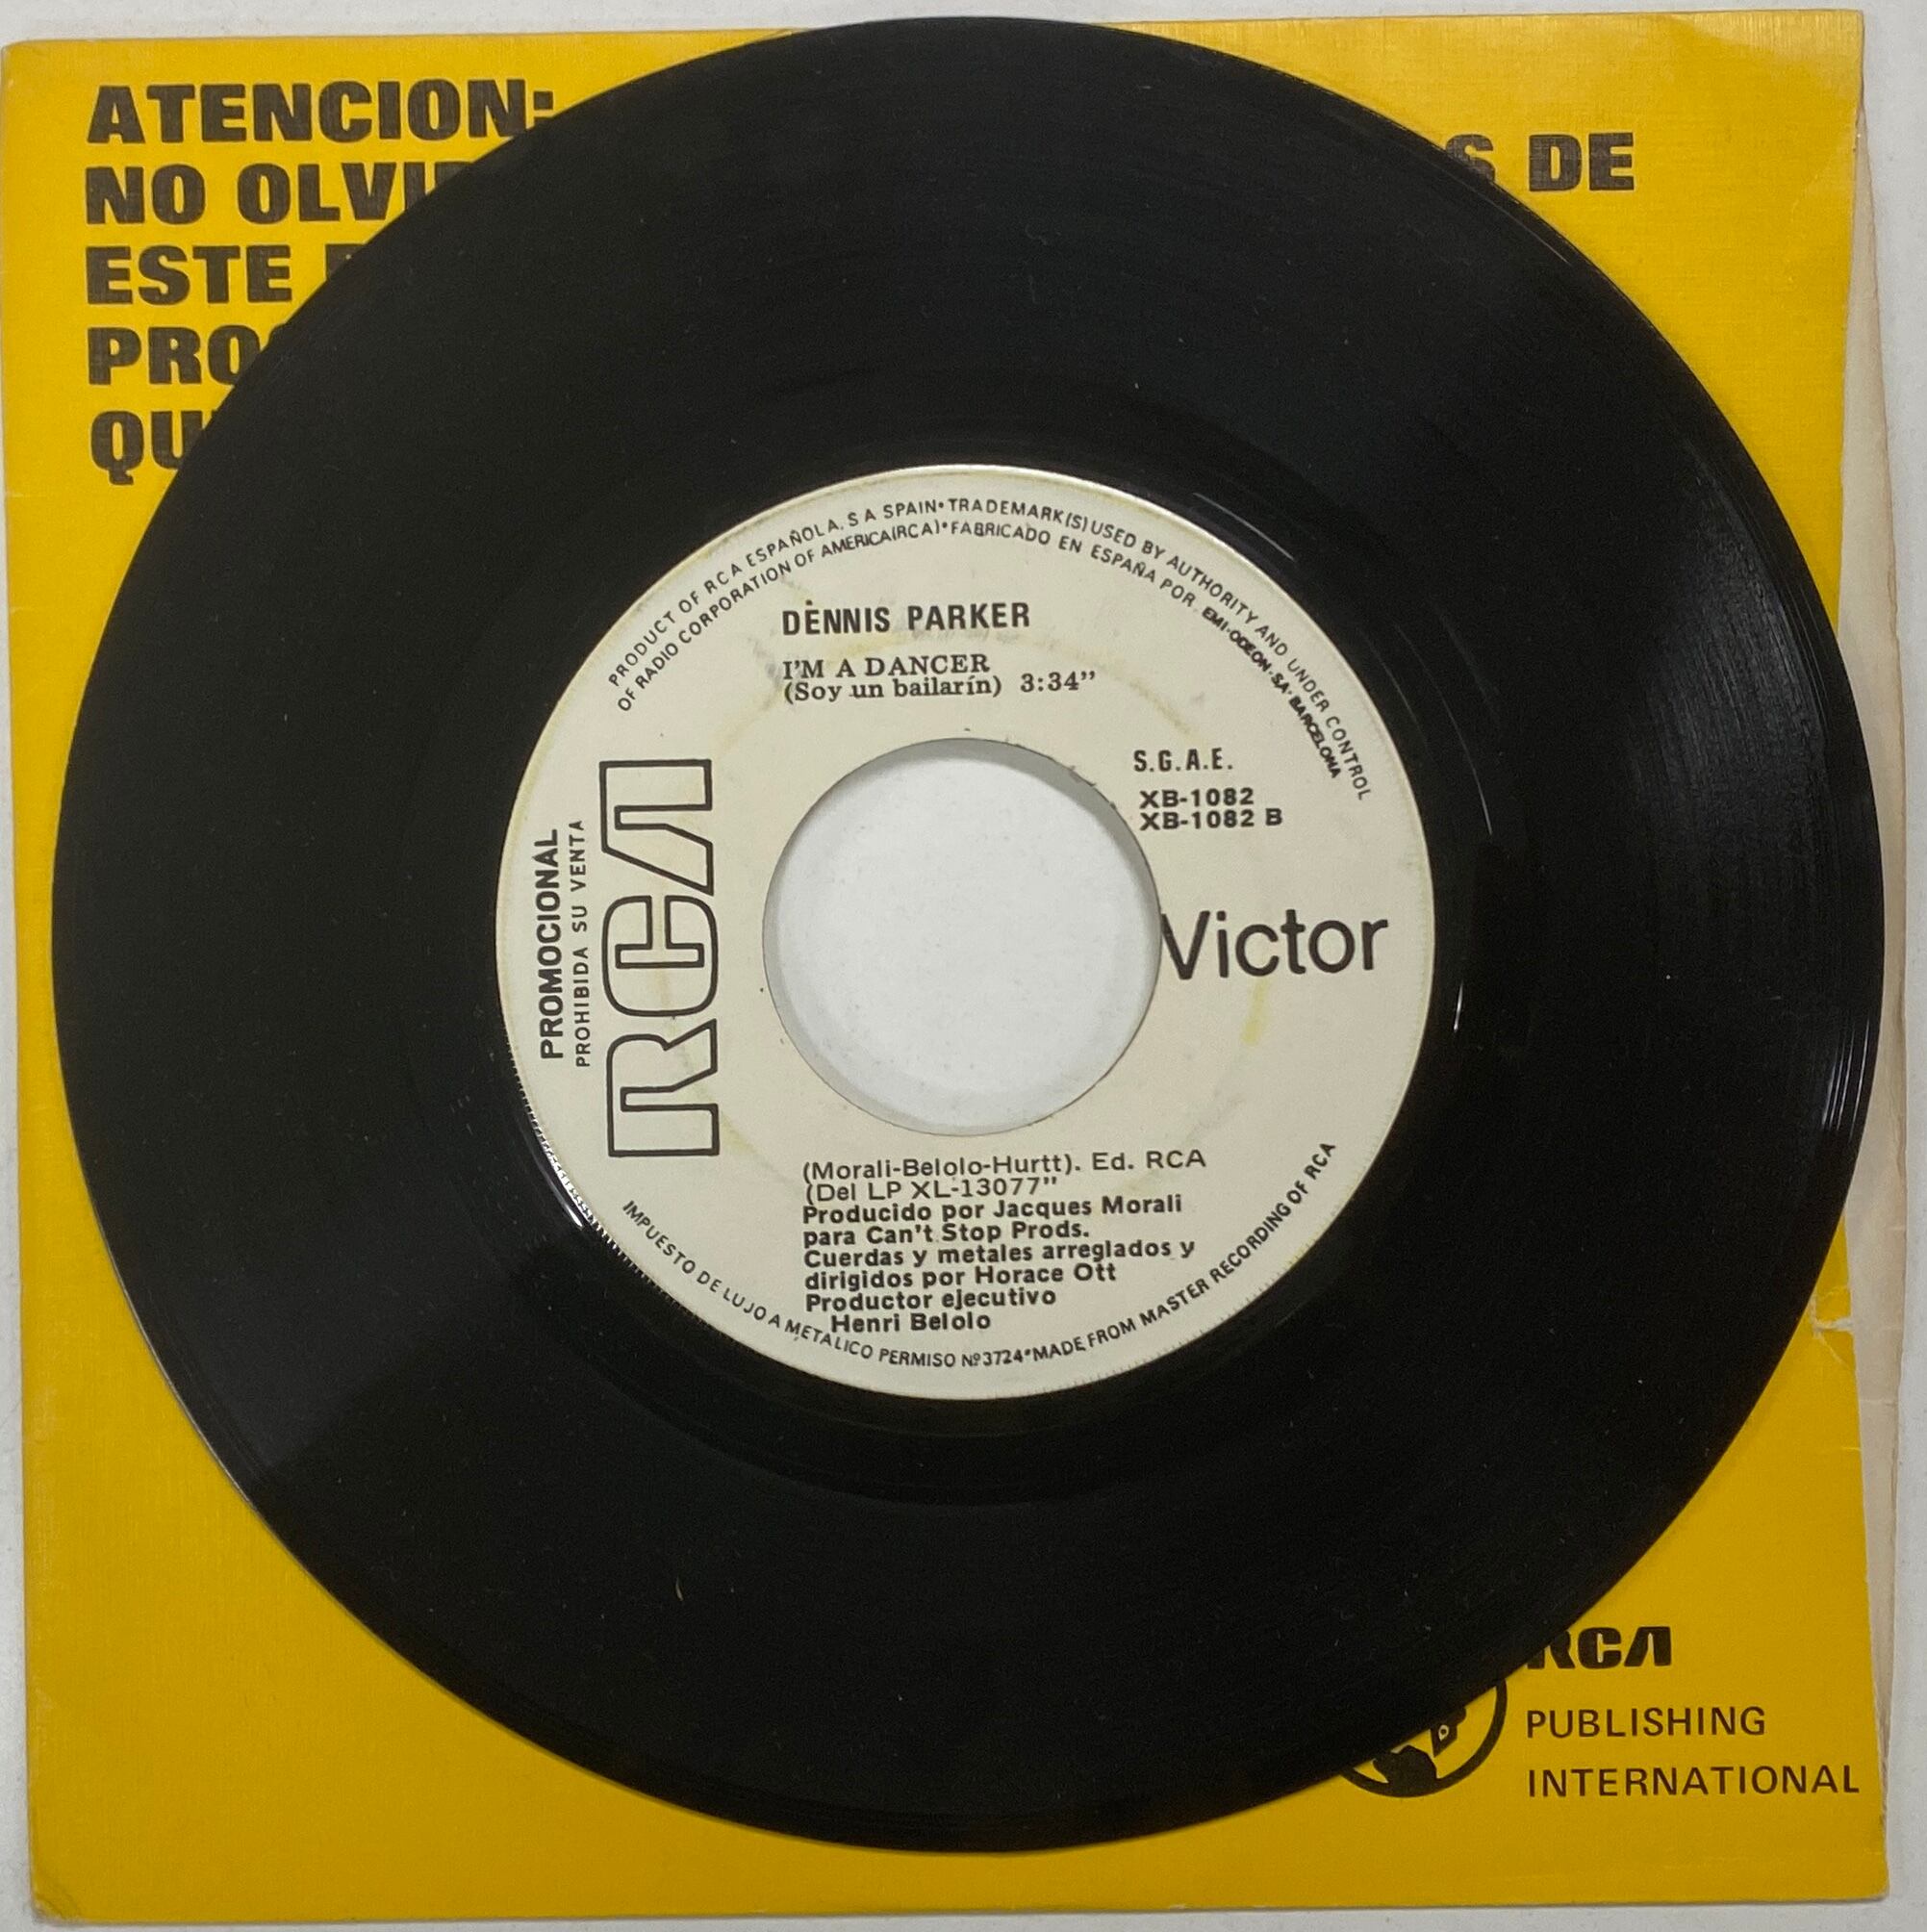 ATENCION:
NO OLVI
S DE
ESTE
PRO
QU
PRODUCT OF RCA ESPAÑOLA, S A SPAIN•TRADEMARK(S) USED BY AUTHORITY AND UNDER CONTROL
OF RADIO CORPORATION OF AMERICA(RCA)•FABRICADO EN ESPAÑA POR EMI-ODEON-SA-BARCELONA
DENNIS PARKER
I'M A DANCER
(Soy un bailarín) 3:34"
S.G.A.E.
XB-1082
XB-1082 B
PROMOCIONAL
PROHIBIDA SU VENTA
RCA
Victor
(Morali-Belolo-Hurtt). Ed. RCA
(Del LP XL-13077"
Producido por Jacques Morali
para Can't Stop Prods.
Cuerdas y metales arreglados y
dirigidos por Horace Ott
Productor ejecutivo
Henri Belolo
IMPUESTO DE LUJO A METALICO PERMISO Nº 3724•MADE FROM MASTER RECORDING OF RCA
RCA
PUBLISHING
INTERNATIONAL